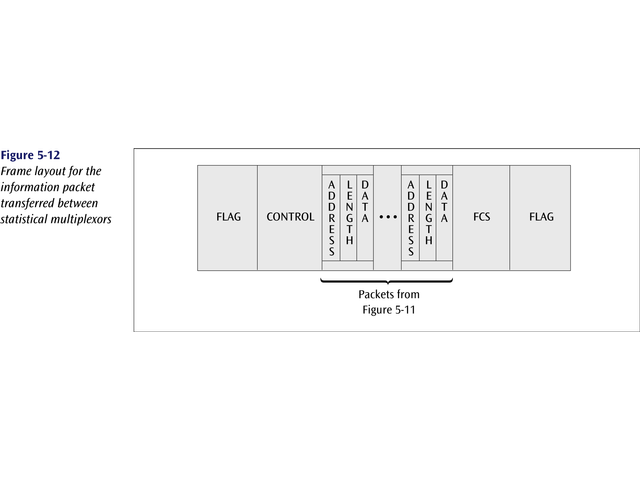 Figure 5-12
Frame layout for the
information packet
transferred between
statistical multiplexors
FLAG
CONTROL
ADDRESS
LENGTH
DATA
•••
ADDRESS
LENGTH
DATA
FCS
FLAG
Packets from
Figure 5-11